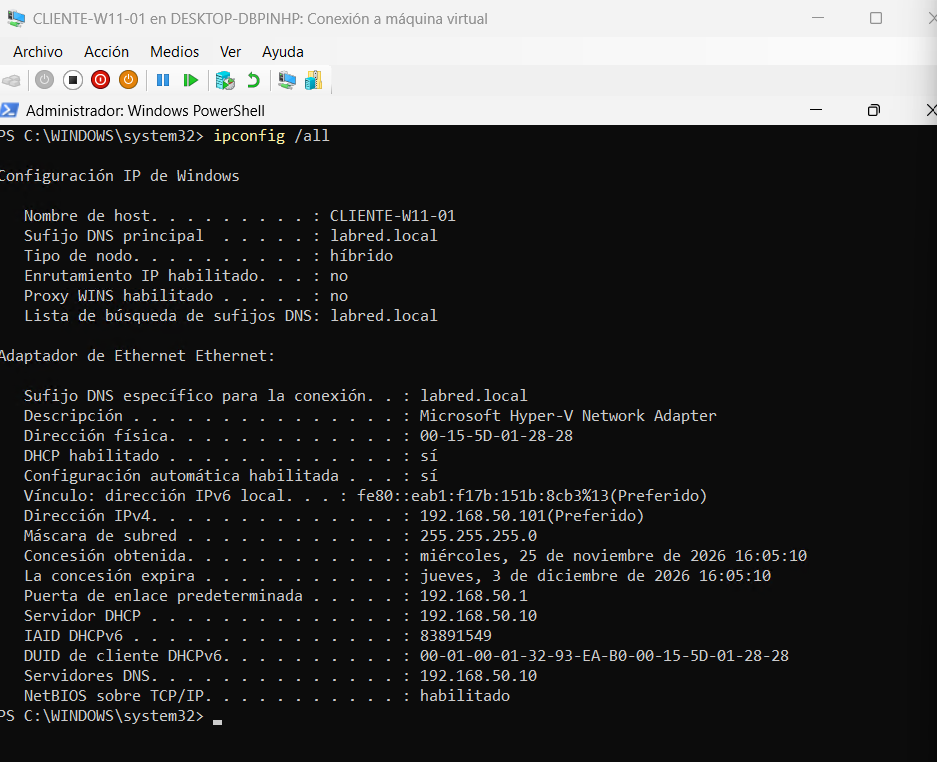 CLIENTE-W11-01 en DESKTOP-DBPINHP: Conexión a máquina virtual
Archivo Acción Medios Ver Ayuda
Administrador: Windows PowerShell
PS C:\WINDOWS\system32> ipconfig /all
Configuración IP de Windows
Nombre de host. . . . . . . . . : CLIENTE-W11-01
Sufijo DNS principal  . . . . . : labred.local
Tipo de nodo. . . . . . . . . . : híbrido
Enrutamiento IP habilitado. . . : no
Proxy WINS habilitado . . . . . : no
Lista de búsqueda de sufijos DNS: labred.local
Adaptador de Ethernet Ethernet:
Sufijo DNS específico para la conexión. . : labred.local
Descripción . . . . . . . . . . . . . . . : Microsoft Hyper-V Network Adapter
Dirección física. . . . . . . . . . . . . : 00-15-5D-01-28-28
DHCP habilitado . . . . . . . . . . . . . : sí
Configuración automática habilitada . . . : sí
Vínculo: dirección IPv6 local. . . : fe80::eab1:f17b:151b:8cb3%13(Preferido)
Dirección IPv4. . . . . . . . . . . . . . : 192.168.50.101(Preferido)
Máscara de subred . . . . . . . . . . . . : 255.255.255.0
Concesión obtenida. . . . . . . . . . . . : miércoles, 25 de noviembre de 2026 16:05:10
La concesión expira . . . . . . . . . . . : jueves, 3 de diciembre de 2026 16:05:10
Puerta de enlace predeterminada . . . . . : 192.168.50.1
Servidor DHCP . . . . . . . . . . . . . . : 192.168.50.10
IAID DHCPv6 . . . . . . . . . . . . . . . : 83891549
DUID de cliente DHCPv6. . . . . . . . . . : 00-01-00-01-32-93-EA-B0-00-15-5D-01-28-28
Servidores DNS. . . . . . . . . . . . . . : 192.168.50.10
NetBIOS sobre TCP/IP. . . . . . . . . . . : habilitado
PS C:\WINDOWS\system32>